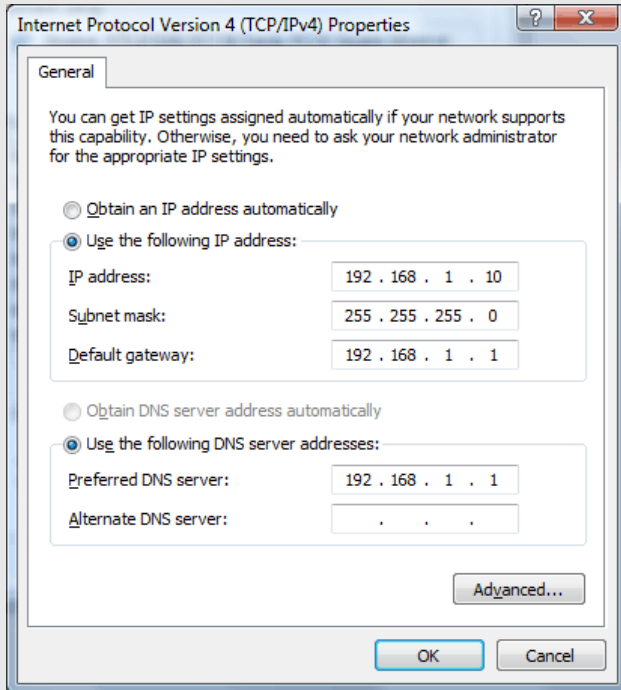 Internet Protocol Version 4 (TCP/IPv4) Properties
?
General
You can get IP settings assigned automatically if your network supports
this capability. Otherwise, you need to ask your network administrator
for the appropriate IP settings.
Obtain an IP address automatically
Use the following IP address:
IP address: 192 . 168 . 1 . 10
Subnet mask: 255 . 255 . 255 . 0
Default gateway: 192 . 168 . 1 . 1
Obtain DNS server address automatically
Use the following DNS server addresses:
Preferred DNS server: 192 . 168 . 1 . 1
Alternate DNS server: . . .
Advanced...
OK Cancel